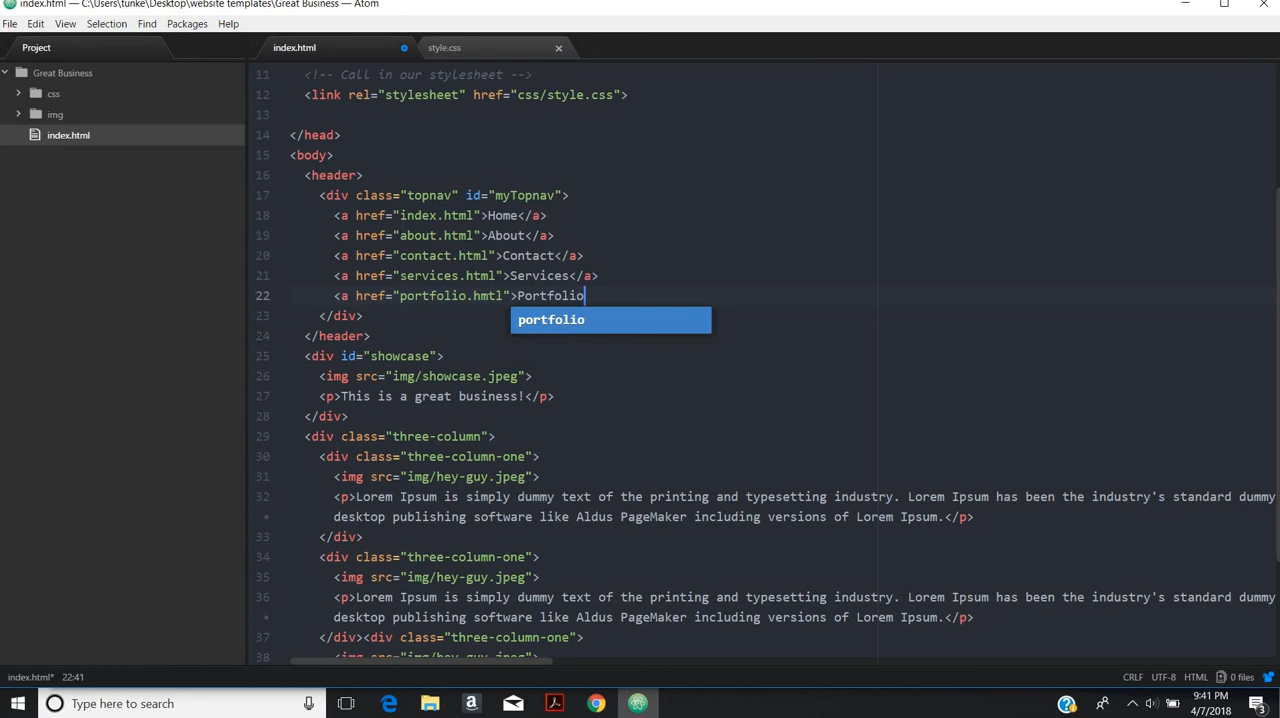 index.html — C:\Users\tunke\Desktop\website templates\Great Business — Atom
File Edit View Selection Find Packages Help
Project index.html style.css
Great Business
css
img
index.html
11 <!-- Call in our stylesheet -->
12 <link rel="stylesheet" href="css/style.css">
13
14 </head>
15 <body>
16 <header>
17 <div class="topnav" id="myTopnav">
18 <a href="index.html">Home</a>
19 <a href="about.html">About</a>
20 <a href="contact.html">Contact</a>
21 <a href="services.html">Services</a>
22 <a href="portfolio.hmtl">Portfolio
portfolio
23 </div>
24 </header>
25 <div id="showcase">
26 <img src="img/showcase.jpeg">
27 <p>This is a great business!</p>
28 </div>
29 <div class="three-column">
30 <div class="three-column-one">
31 <img src="img/hey-guy.jpeg">
32 <p>Lorem Ipsum is simply dummy text of the printing and typesetting industry. Lorem Ipsum has been the industry's standard dummy
• desktop publishing software like Aldus PageMaker including versions of Lorem Ipsum.</p>
33 </div>
34 <div class="three-column-one">
35 <img src="img/hey-guy.jpeg">
36 <p>Lorem Ipsum is simply dummy text of the printing and typesetting industry. Lorem Ipsum has been the industry's standard dummy
• desktop publishing software like Aldus PageMaker including versions of Lorem Ipsum.</p>
37 </div><div class="three-column-one">
38 <img src="img/hey-guy.jpeg">
index.html* 22:41 CRLF UTF-8 HTML 0 files
Type here to search
9:41 PM
4/7/2018
3